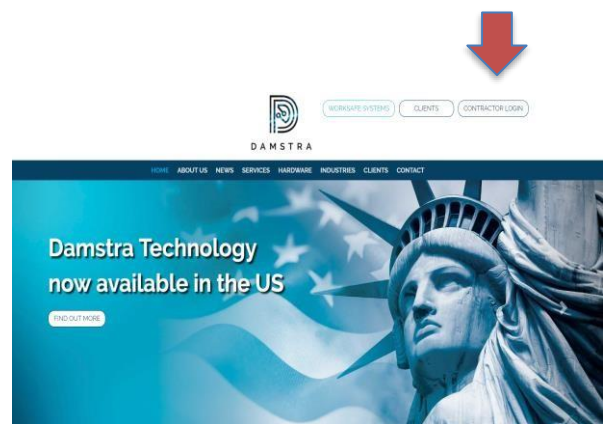 WORKSAFE SYSTEMS
CLIENTS
CONTRACTOR LOGIN
DAMSTRA
HOME ABOUT US NEWS SERVICES HARDWARE INDUSTRIES CLIENTS CONTACT
Damstra Technology
now available in the US
FIND OUT MORE